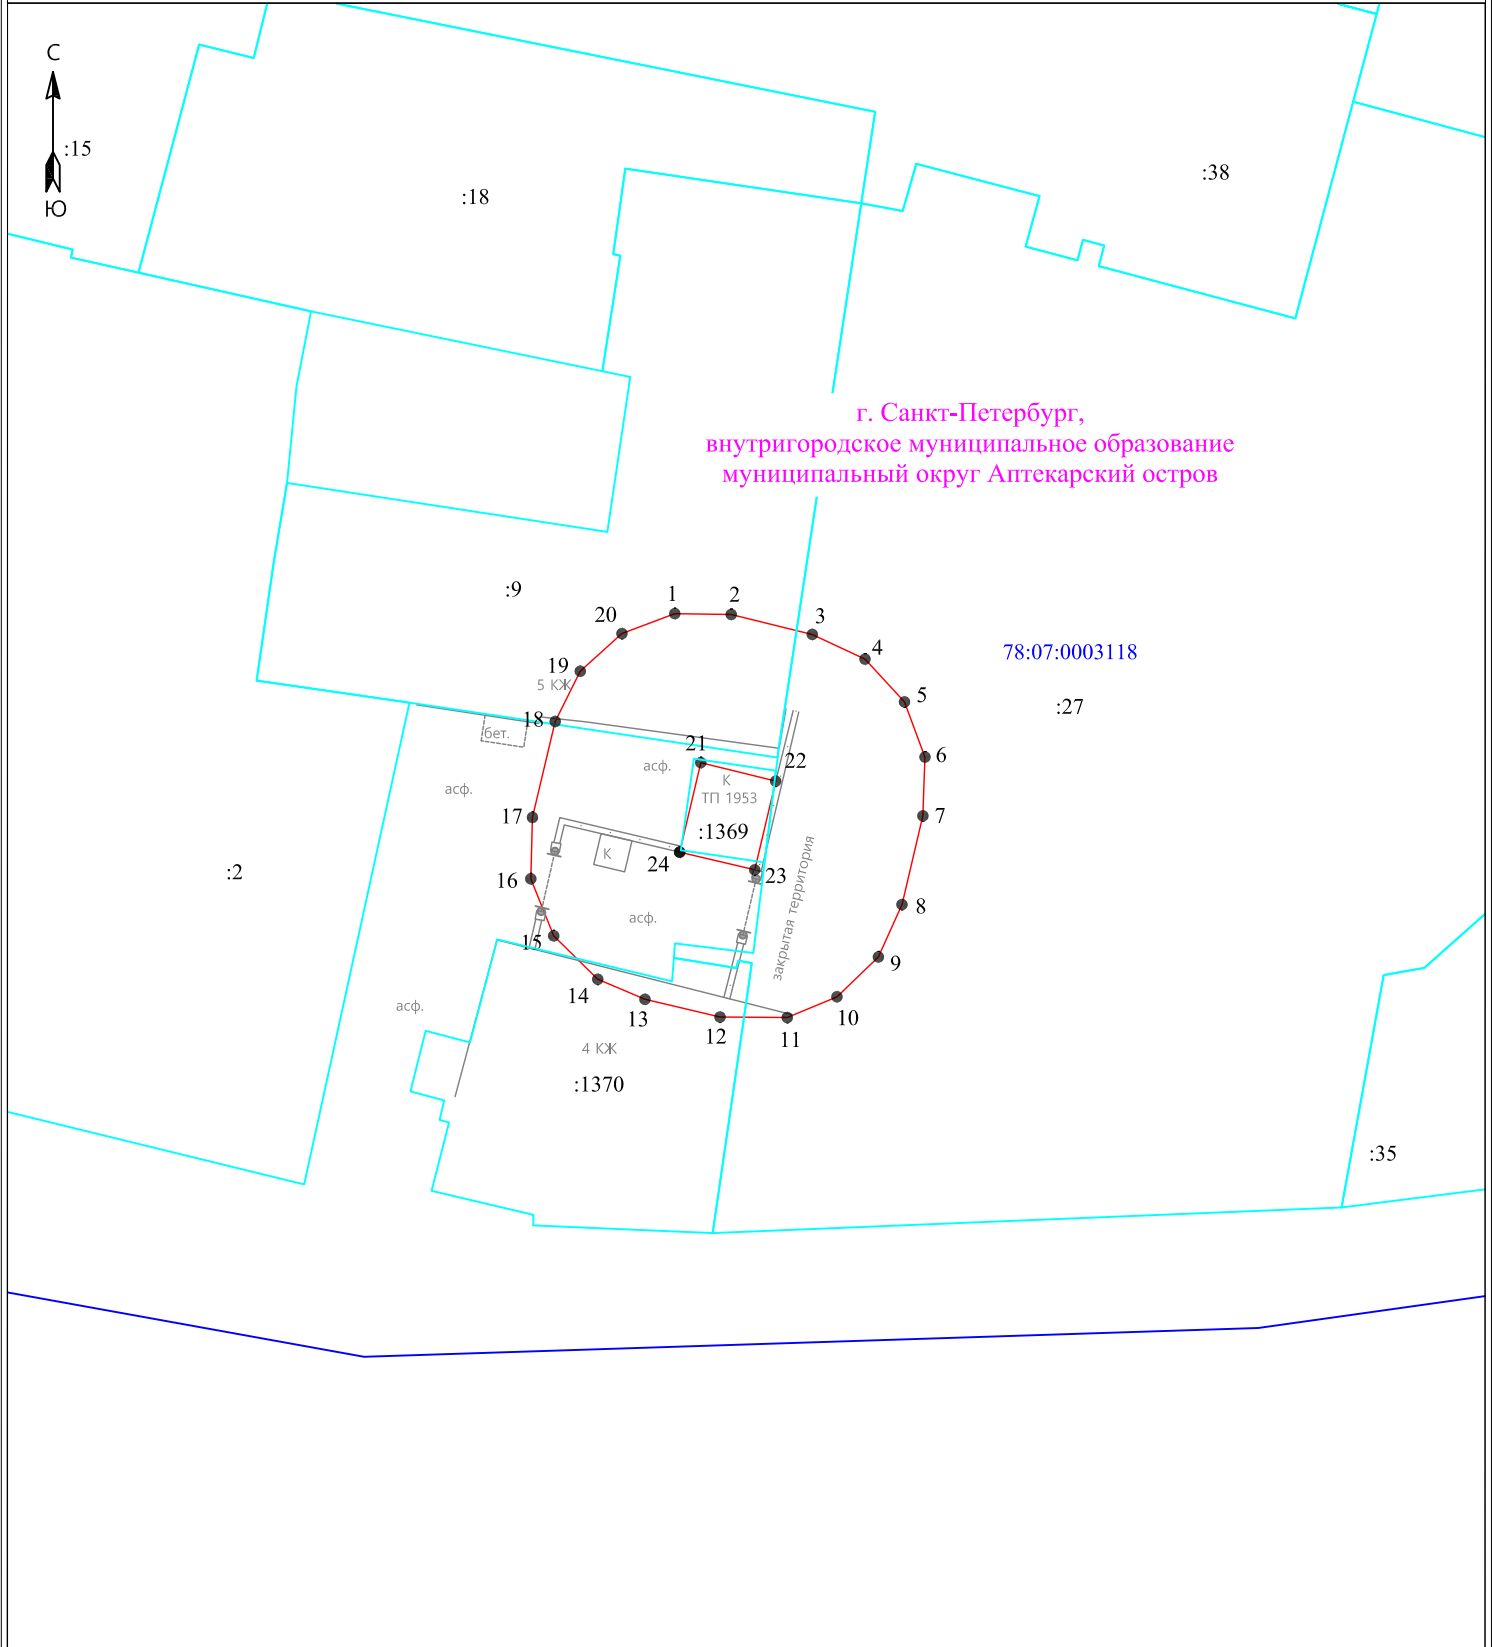 С
:15
Ю
:18
:38
г. Санкт-Петербург,
внутригородское муниципальное образование
муниципальный округ Аптекарский остров
:9
1
2
20
3
4
78:07:0003118
19
5 КЖ
5
:27
18
бет.
21
6
22
асф.
К
ТП 1953
асф.
17
7
:1369
К
24
23
:2
16
закрытая территория
8
асф.
15
9
14
асф.
13
10
12
11
4 КЖ
:1370
:35